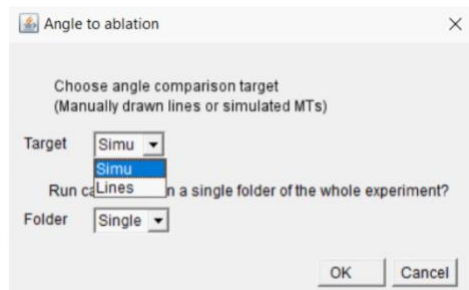 Angle to ablation
Choose angle comparison target
(Manually drawn lines or simulated MTs)
Target Simu
Simu
Lines
Run n a single folder of the whole experiment?
Folder Single
OK Cancel